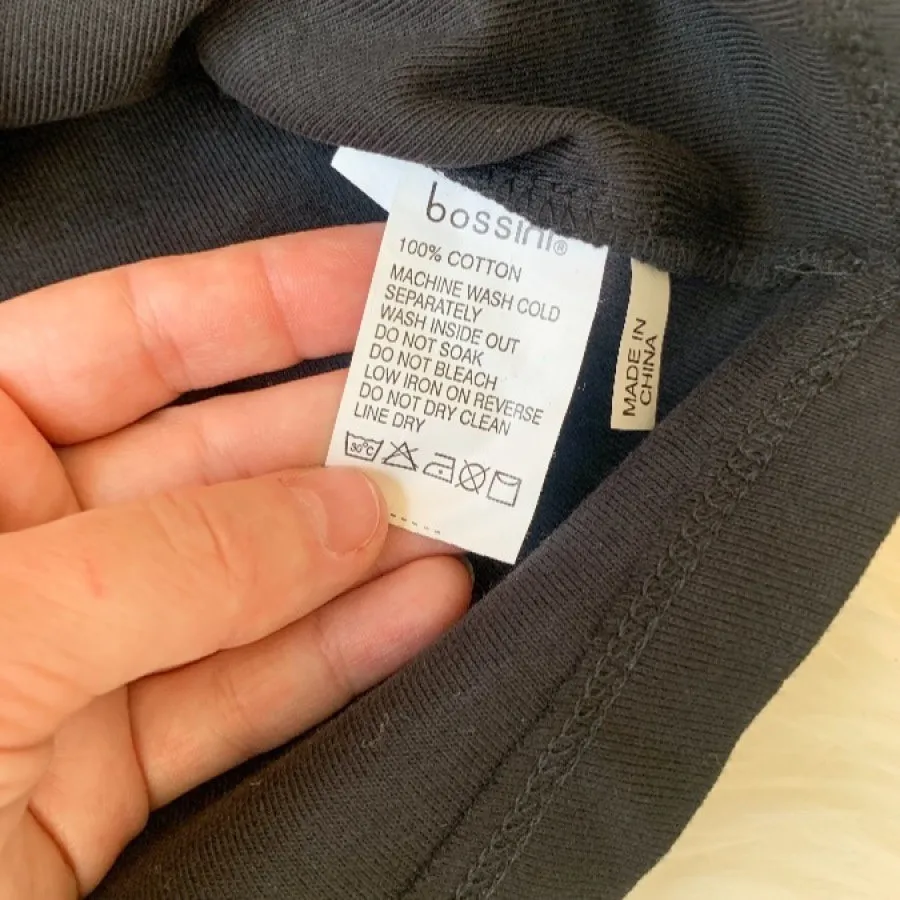 bossini®
100% COTTON
MACHINE WASH COLD
SEPARATELY
WASH INSIDE OUT
DO NOT SOAK
DO NOT BLEACH
LOW IRON ON REVERSE
DO NOT DRY CLEAN
LINE DRY
30°C
MADE IN
CHINA